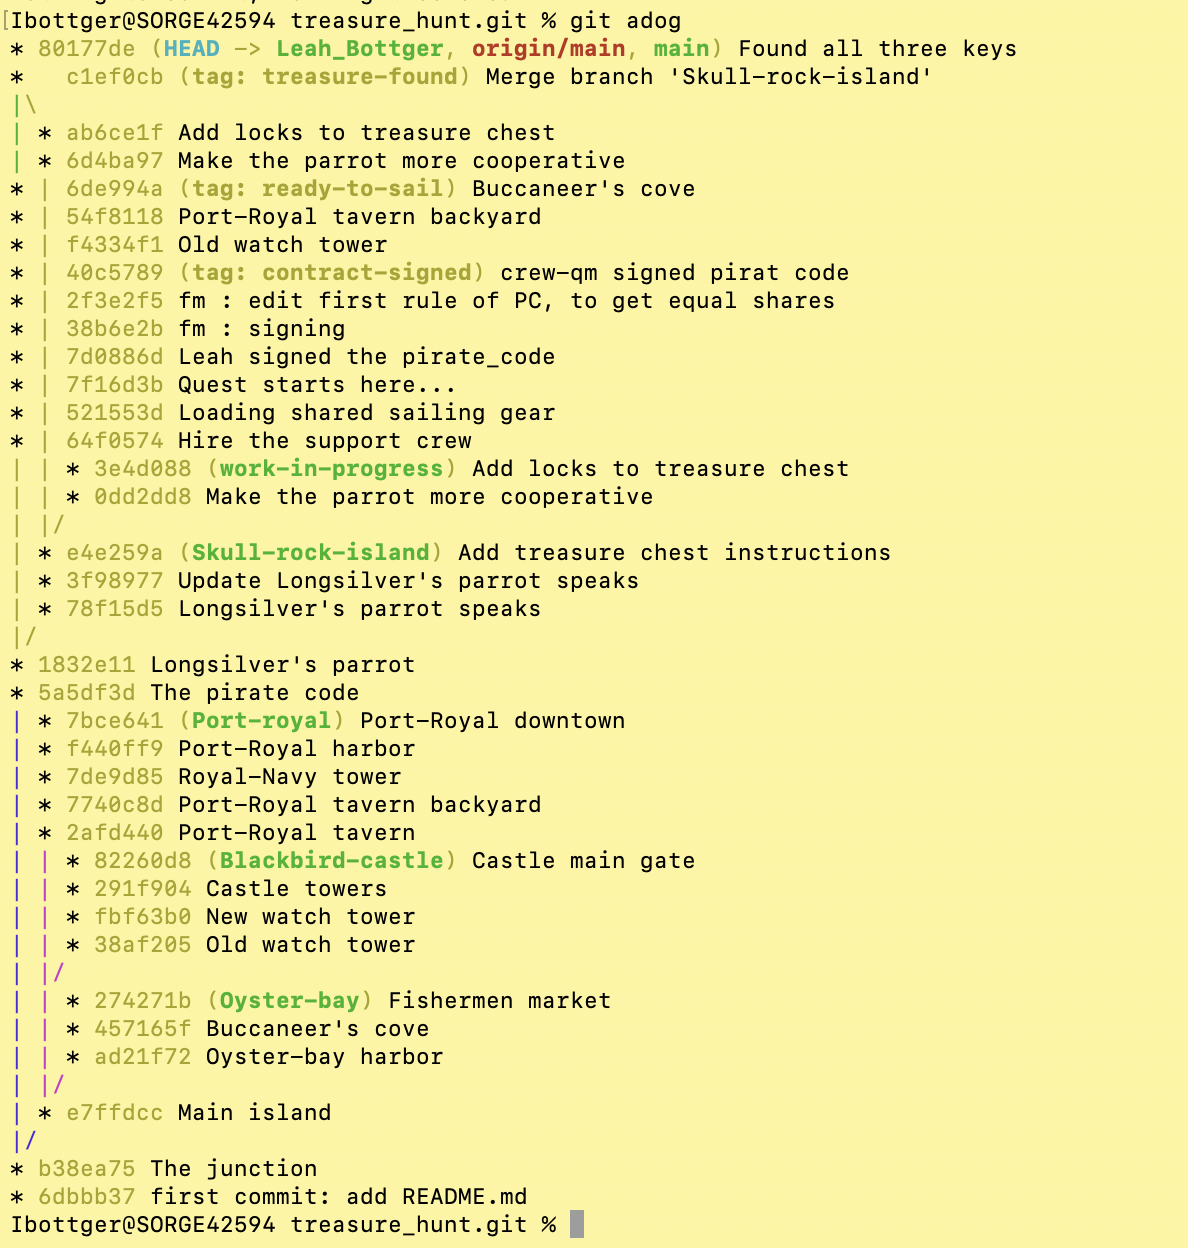 Ibottger@SORGE42594 treasure_hunt.git % git adog
* 80177de (HEAD -> Leah_Bottger, origin/main, main) Found all three keys
*   c1ef0cb (tag: treasure-found) Merge branch 'Skull-rock-island'
|\
| * ab6ce1f Add locks to treasure chest
| * 6d4ba97 Make the parrot more cooperative
* | 6de994a (tag: ready-to-sail) Buccaneer's cove
* | 54f8118 Port-Royal tavern backyard
* | f4334f1 Old watch tower
* | 40c5789 (tag: contract-signed) crew-qm signed pirat code
* | 2f3e2f5 fm : edit first rule of PC, to get equal shares
* | 38b6e2b fm : signing
* | 7d0886d Leah signed the pirate_code
* | 7f16d3b Quest starts here...
* | 521553d Loading shared sailing gear
* | 64f0574 Hire the support crew
| | * 3e4d088 (work-in-progress) Add locks to treasure chest
| | * 0dd2dd8 Make the parrot more cooperative
| |/
| * e4e259a (Skull-rock-island) Add treasure chest instructions
| * 3f98977 Update Longsilver's parrot speaks
| * 78f15d5 Longsilver's parrot speaks
|/
* 1832e11 Longsilver's parrot
* 5a5df3d The pirate code
| * 7bce641 (Port-royal) Port-Royal downtown
| * f440ff9 Port-Royal harbor
| * 7de9d85 Royal-Navy tower
| * 7740c8d Port-Royal tavern backyard
| * 2afd440 Port-Royal tavern
| | * 82260d8 (Blackbird-castle) Castle main gate
| | * 291f904 Castle towers
| | * fbf63b0 New watch tower
| | * 38af205 Old watch tower
| |/
| | * 274271b (Oyster-bay) Fishermen market
| | * 457165f Buccaneer's cove
| | * ad21f72 Oyster-bay harbor
| |/
| * e7ffdcc Main island
|/
* b38ea75 The junction
* 6dbbb37 first commit: add README.md
Ibottger@SORGE42594 treasure_hunt.git %